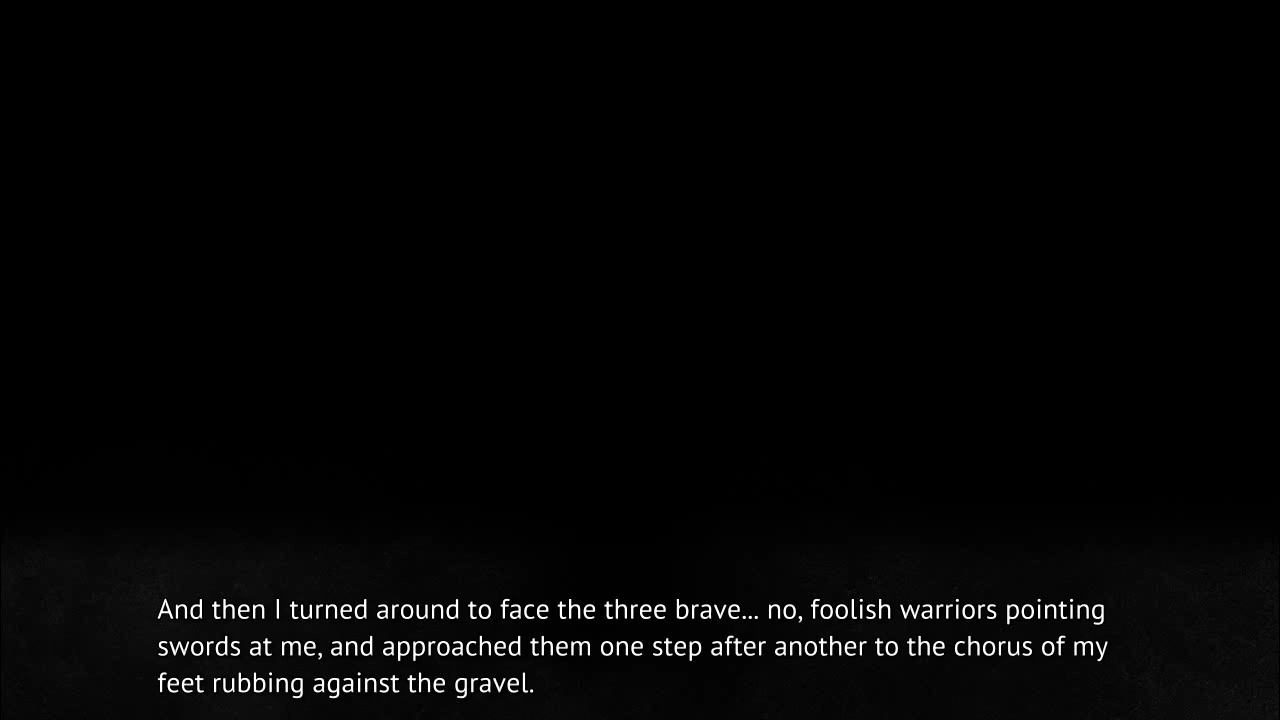 And then I turned around to face the three brave... no, foolish warriors pointing
swords at me, and approached them one step after another to the chorus of my
feet rubbing against the gravel.